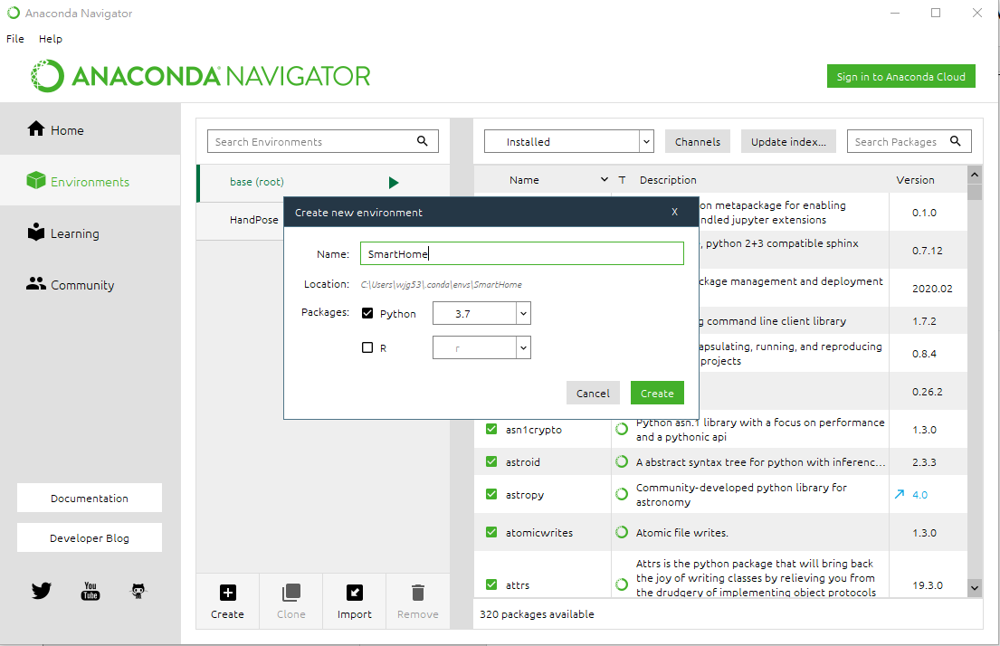 Anaconda Navigator
File Help
ANACONDA NAVIGATOR
Sign in to Anaconda Cloud
Home
Environments
Learning
Community
Documentation
Developer Blog
You Tube
Search Environments
base (root)
HandPose
Create
Clone
Import
Remove
Installed
Channels
Update index...
Search Packages
Name T Description Version
on metapackage for enabling
ndled jupyter extensions
0.1.0
, python 2+3 compatible sphinx
0.7.12
ckage management and deployment
2020.02
g command line client library
1.7.2
apsulating, running, and reproducing
projects
0.8.4
0.26.2
Create new environment X
Name: SmartHome
Location: C:\Users\wjg53\.conda\envs\SmartHome
Packages: Python 3.7
R r
Cancel Create
asn1crypto
Python asn.1 library with a focus on performance
and a pythonic api
1.3.0
astroid A abstract syntax tree for python with inferenc... 2.3.3
astropy
Community-developed python library for
astronomy
4.0
atomicwrites Atomic file writes. 1.3.0
attrs
Attrs is the python package that will bring back
the joy of writing classes by relieving you from
the drudgery of implementing object protocols
19.3.0
320 packages available